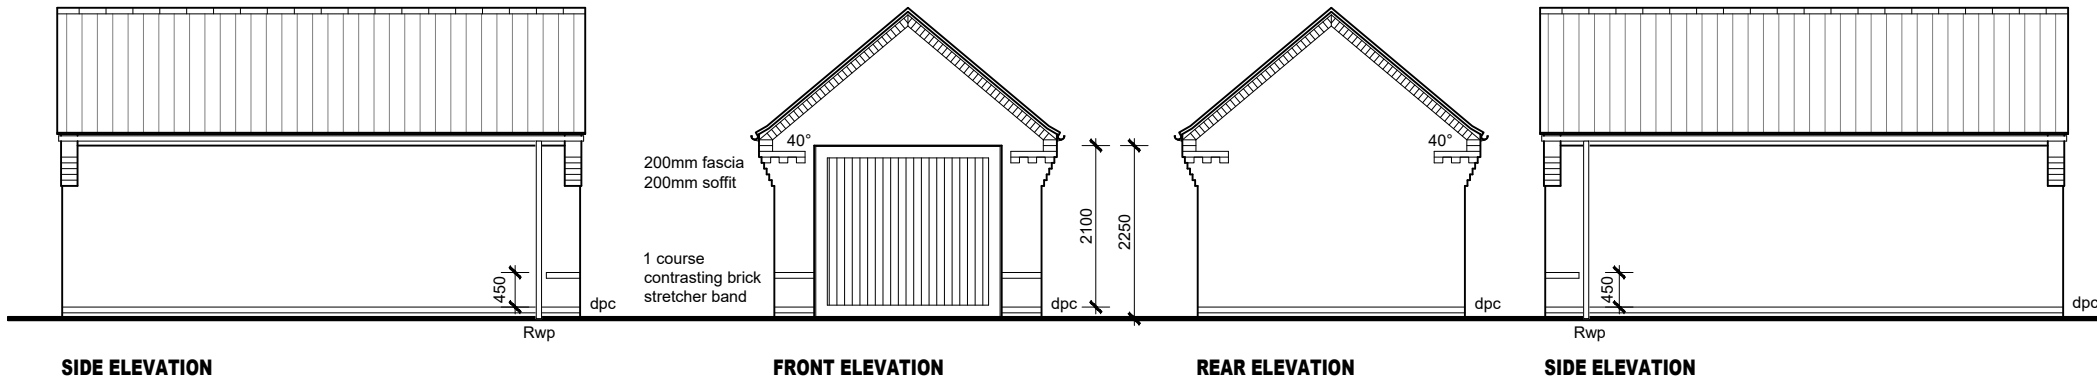 40°
40°
200mm fascia
200mm soffit
2100
2250
1 course
contrasting brick
stretcher band
450
450
dpc
dpc
dpc
dpc
Rwp
Rwp
SIDE ELEVATION
FRONT ELEVATION
REAR ELEVATION
SIDE ELEVATION